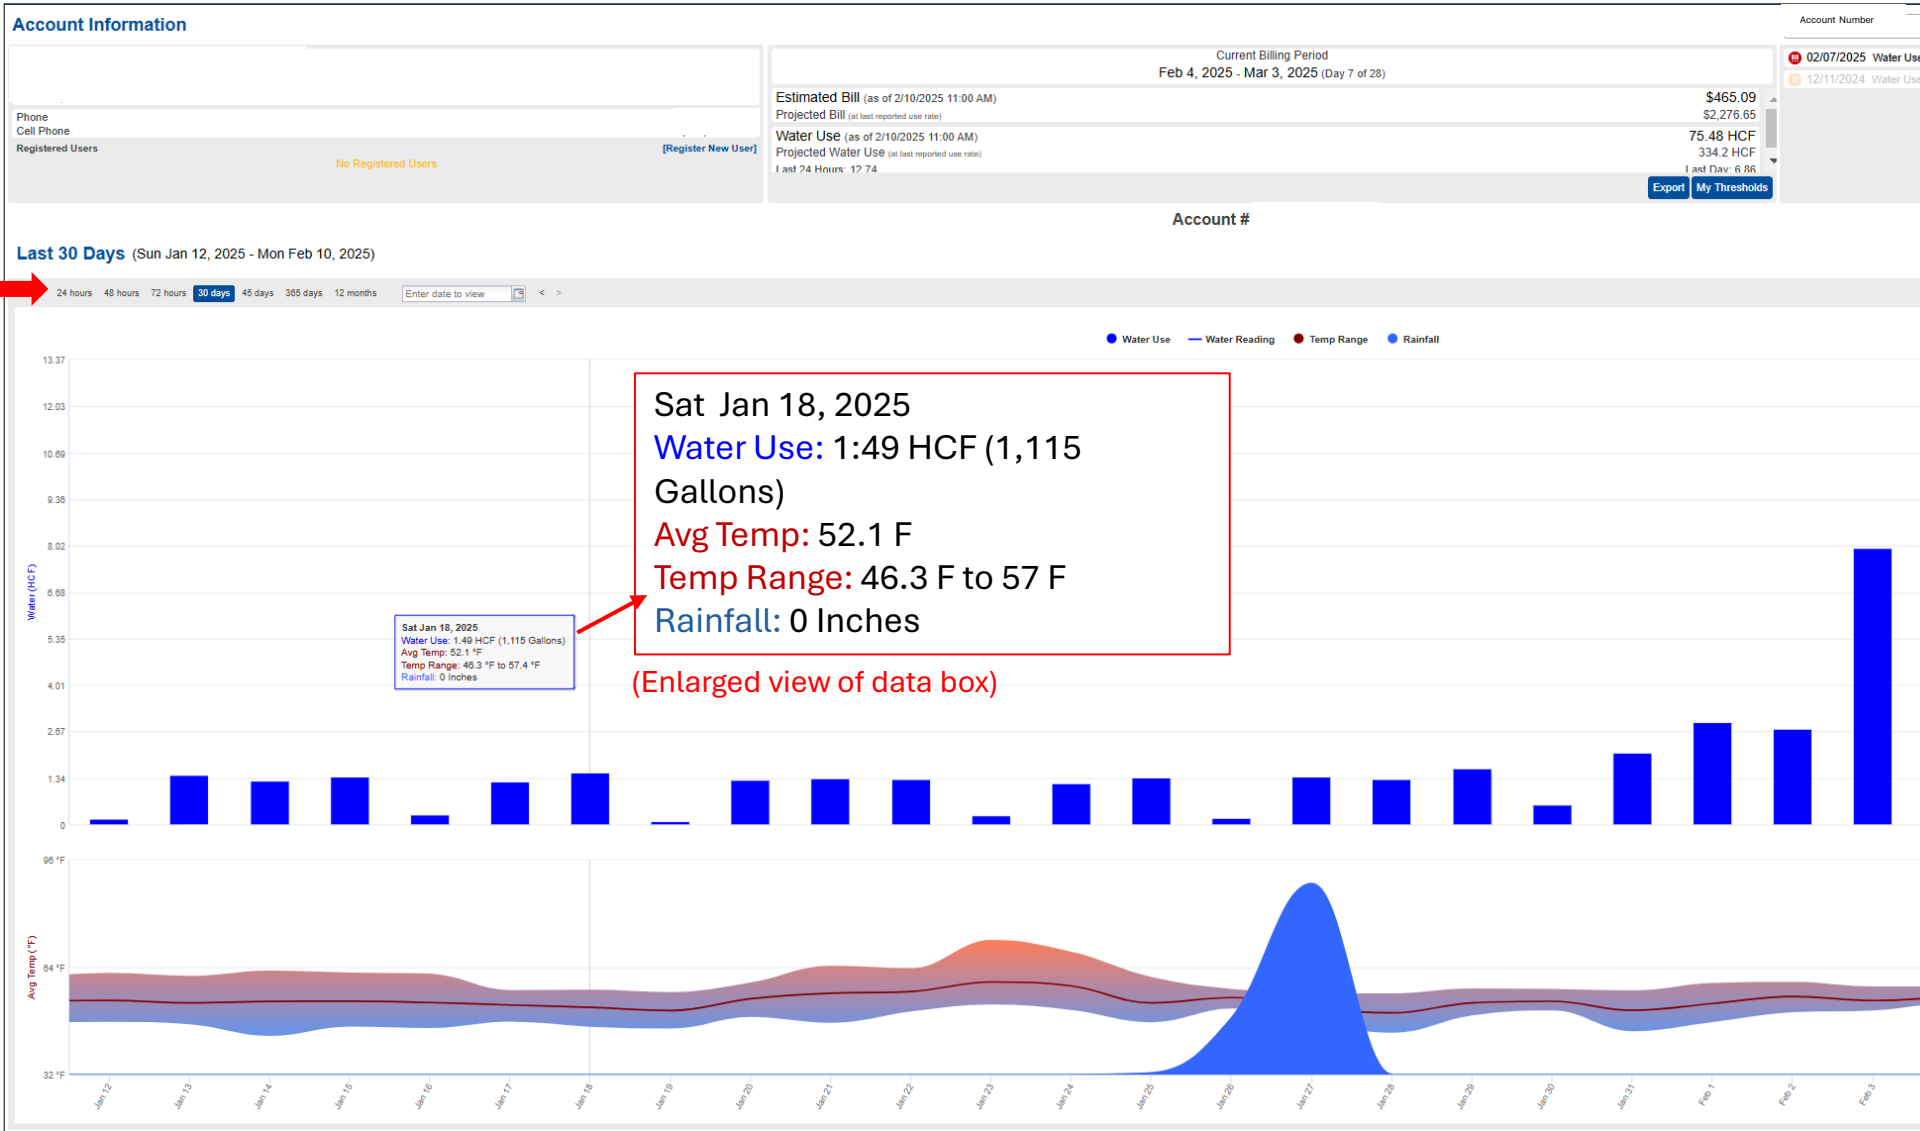 Account Information
Account Number
Current Billing Period
Feb 4, 2025 - Mar 3, 2025 (Day 7 of 28)
02/07/2025 Water Use
12/11/2024 Water Use
Estimated Bill (as of 2/10/2025 11:00 AM) $465.09
Projected Bill (at last reported use rate) $2,276.65
Phone
Cell Phone
Water Use (as of 2/10/2025 11:00 AM) 75.48 HCF
Projected Water Use (at last reported use rate) 334.2 HCF
Last 24 Hours: 12.74 Last Day: 6.86
Registered Users [Register New User]
No Registered Users
Export My Thresholds
Account #
Last 30 Days (Sun Jan 12, 2025 - Mon Feb 10, 2025)
24 hours 48 hours 72 hours 30 days 45 days 365 days 12 months Enter date to view < >
Water Use Water Reading Temp Range Rainfall
13.37
12.03
10.69
9.36
8.02
6.68
5.35
4.01
2.67
1.34
0
Water (HCF)
Sat Jan 18, 2025
Water Use: 1:49 HCF (1,115
Gallons)
Avg Temp: 52.1 F
Temp Range: 46.3 F to 57 F
Rainfall: 0 Inches
(Enlarged view of data box)
Sat Jan 18, 2025
Water Use: 1.49 HCF (1,115 Gallons)
Avg Temp: 52.1 °F
Temp Range: 46.3 °F to 57.4 °F
Rainfall: 0 Inches
96 °F
64 °F
32 °F
Avg Temp (°F)
Jan 12 Jan 13 Jan 14 Jan 15 Jan 16 Jan 17 Jan 18 Jan 19 Jan 20 Jan 21 Jan 22 Jan 23 Jan 24 Jan 25 Jan 26 Jan 27 Jan 28 Jan 29 Jan 30 Jan 31 Feb 1 Feb 2 Feb 3